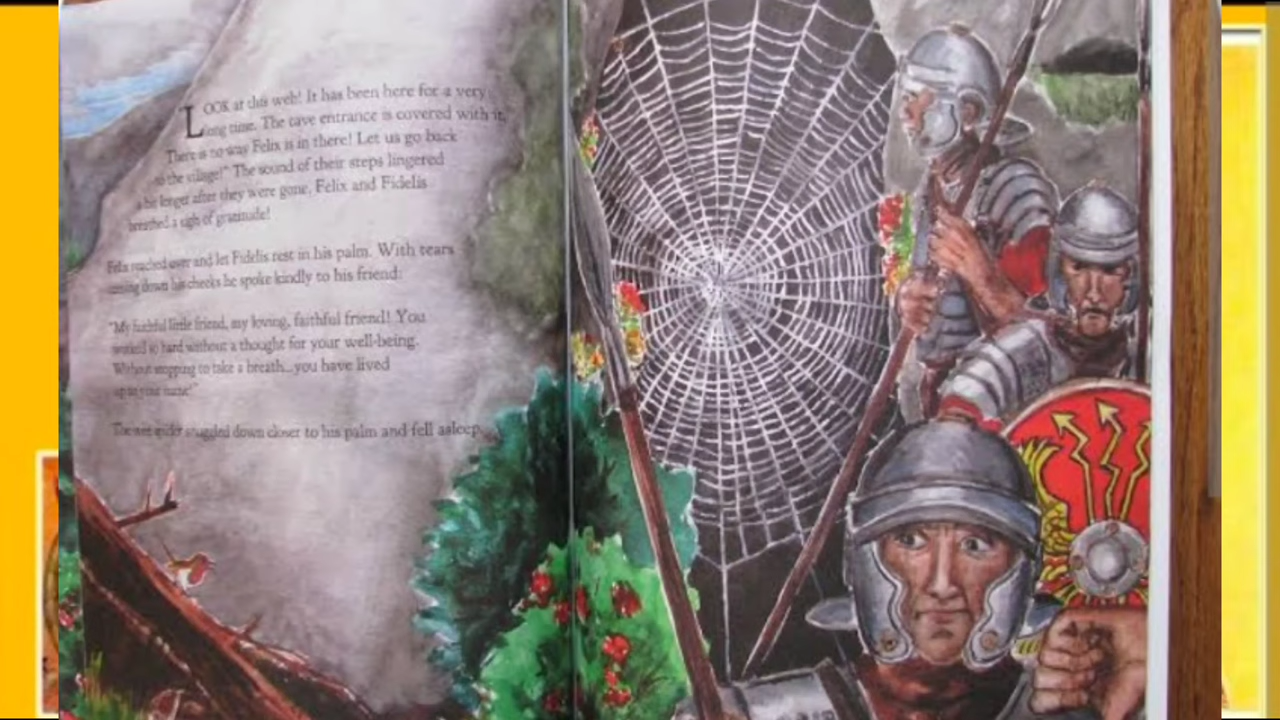 "LOOK at this web! It has been here for a very
long time. The cave entrance is covered with it.
There is no way Felix is in there! Let us go back
to the village!" The sound of their steps lingered
a bit longer after they were gone. Felix and Fidelis
breathed a sigh of gratitude!
Felix reached over and let Fidelis rest in his palm. With tears
coming down his cheeks he spoke kindly to his friend:
"My faithful little friend, my loving, faithful friend! You
worked so hard without a thought for your well-being.
Without stopping to take a breath...you have lived
up to your name!"
The wee spider snuggled down closer to his palm and fell asleep.